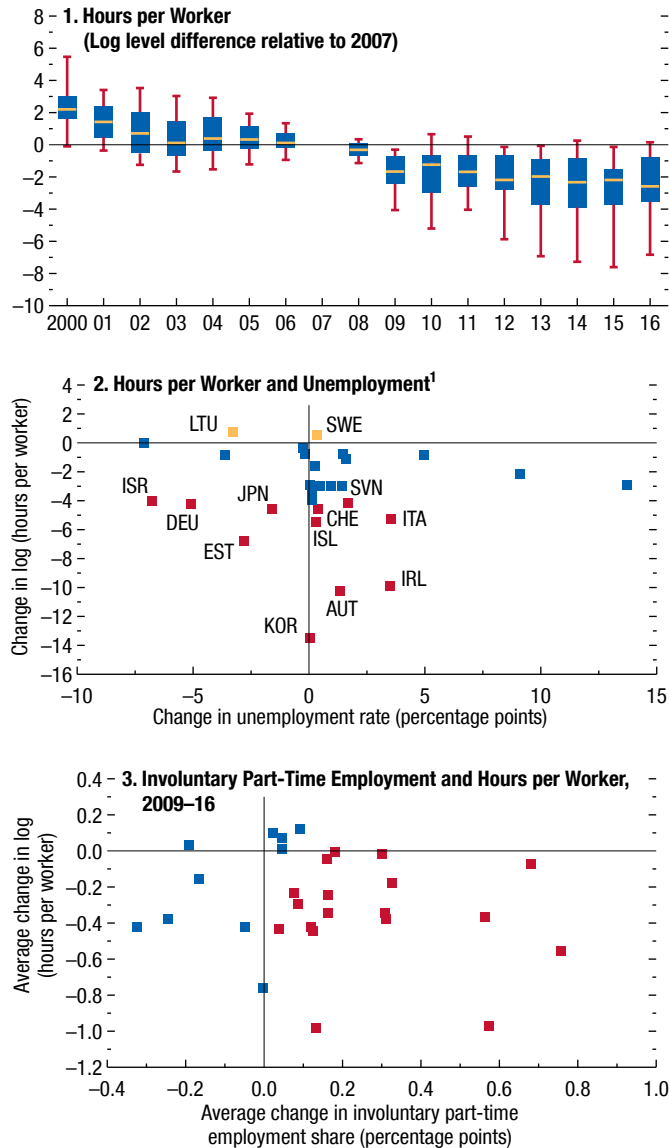 1. Hours per Worker
(Log level difference relative to 2007)
8
6
4
2
0
–2
–4
–6
–8
–10
2000 01 02 03 04 05 06 07 08 09 10 11 12 13 14 15 16
2. Hours per Worker and Unemployment¹
Change in log (hours per worker)
4
2
0
–2
–4
–6
–8
–10
–12
–14
–16
LTU
SWE
ISR
DEU
JPN
SVN
EST
CHE
ISL
ITA
IRL
AUT
KOR
–10 –5 0 5 10 15
Change in unemployment rate (percentage points)
3. Involuntary Part-Time Employment and Hours per Worker,
2009–16
Average change in log
(hours per worker)
0.4
0.2
0.0
–0.2
–0.4
–0.6
–0.8
–1.0
–1.2
–0.4 –0.2 0.0 0.2 0.4 0.6 0.8 1.0
Average change in involuntary part-time
employment share (percentage points)